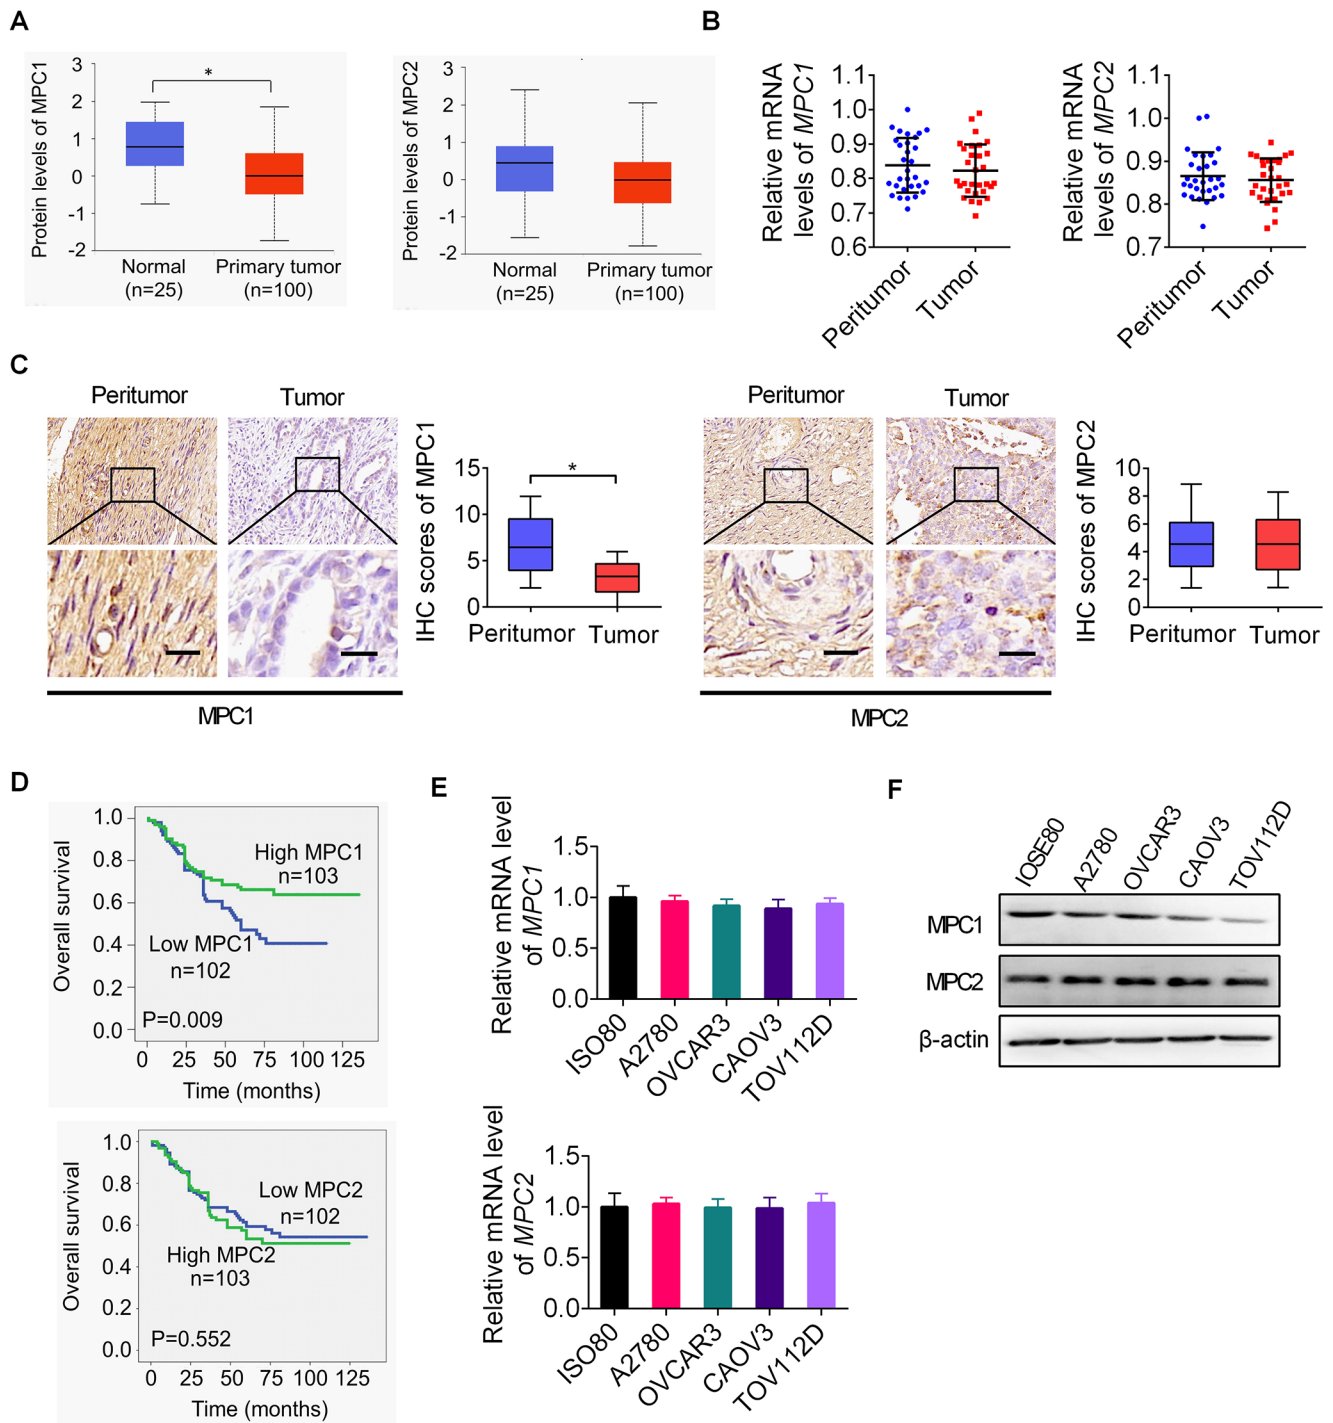 A
B
Protein levels of MPC1
3
2
1
0
-1
-2
*
Normal
(n=25)
Primary tumor
(n=100)
Protein levels of MPC2
3
2
1
0
-1
-2
Normal
(n=25)
Primary tumor
(n=100)
Relative mRNA
levels of MPC1
1.1
1.0
0.9
0.8
0.7
0.6
Peritumor
Tumor
Relative mRNA
levels of MPC2
1.1
1.0
0.9
0.8
0.7
Peritumor
Tumor
C
Peritumor
Tumor
MPC1
IHC scores of MPC1
15
10
5
0
*
Peritumor
Tumor
Peritumor
Tumor
MPC2
IHC scores of MPC2
10
8
6
4
2
0
Peritumor
Tumor
D
Overall survival
1.0
0.8
0.6
0.4
0.2
0.0
High MPC1
n=103
Low MPC1
n=102
P=0.009
0 25 50 75 100 125
Time (months)
Overall survival
1.0
0.8
0.6
0.4
0.2
0.0
Low MPC2
n=102
High MPC2
n=103
P=0.552
0 25 50 75 100 125
Time (months)
E
Relative mRNA level
of MPC1
1.5
1.0
0.5
0.0
ISO80
A2780
OVCAR3
CAOV3
TOV112D
Relative mRNA level
of MPC2
1.5
1.0
0.5
0.0
ISO80
A2780
OVCAR3
CAOV3
TOV112D
F
IOSE80
A2780
OVCAR3
CAOV3
TOV112D
MPC1
MPC2
β-actin